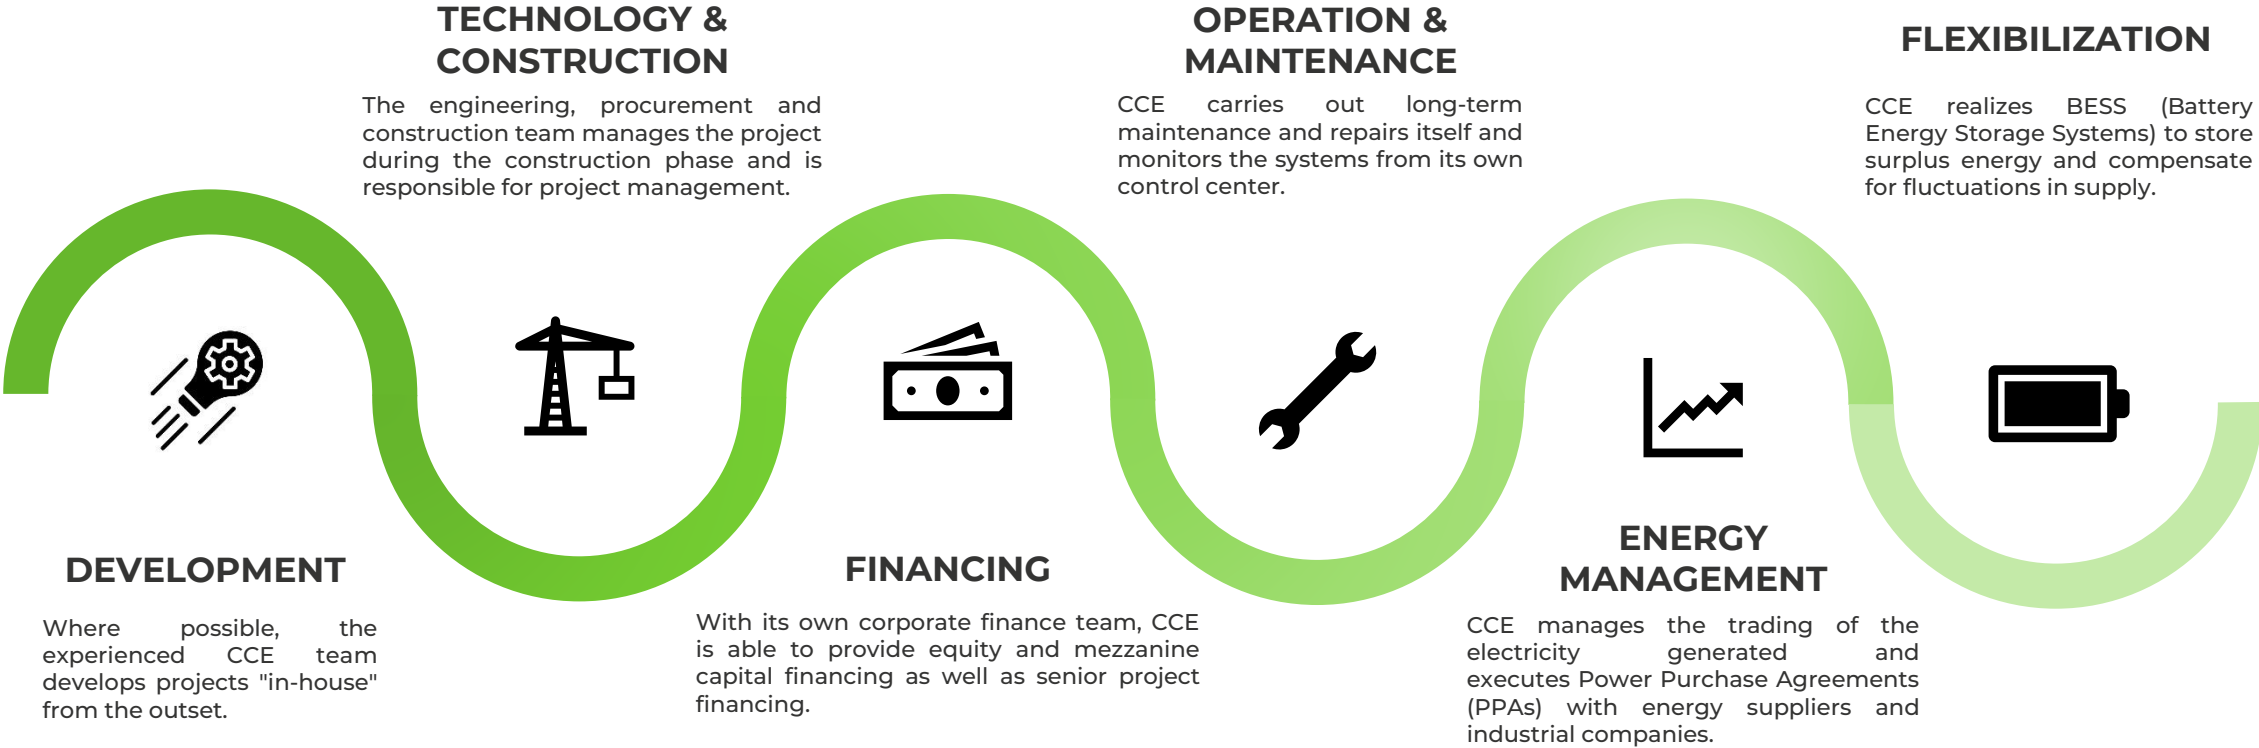 DEVELOPMENT
Where possible, the
experienced CCE team
develops projects "in-house"
from the outset.
TECHNOLOGY &
CONSTRUCTION
The engineering, procurement and
construction team manages the project
during the construction phase and is
responsible for project management.
FINANCING
With its own corporate finance team, CCE
is able to provide equity and mezzanine
capital financing as well as senior project
financing.
OPERATION &
MAINTENANCE
CCE carries out long-term
maintenance and repairs itself and
monitors the systems from its own
control center.
ENERGY
MANAGEMENT
CCE manages the trading of the
electricity generated and
executes Power Purchase Agreements
(PPAs) with energy suppliers and
industrial companies.
FLEXIBILIZATION
CCE realizes BESS (Battery
Energy Storage Systems) to store
surplus energy and compensate
for fluctuations in supply.